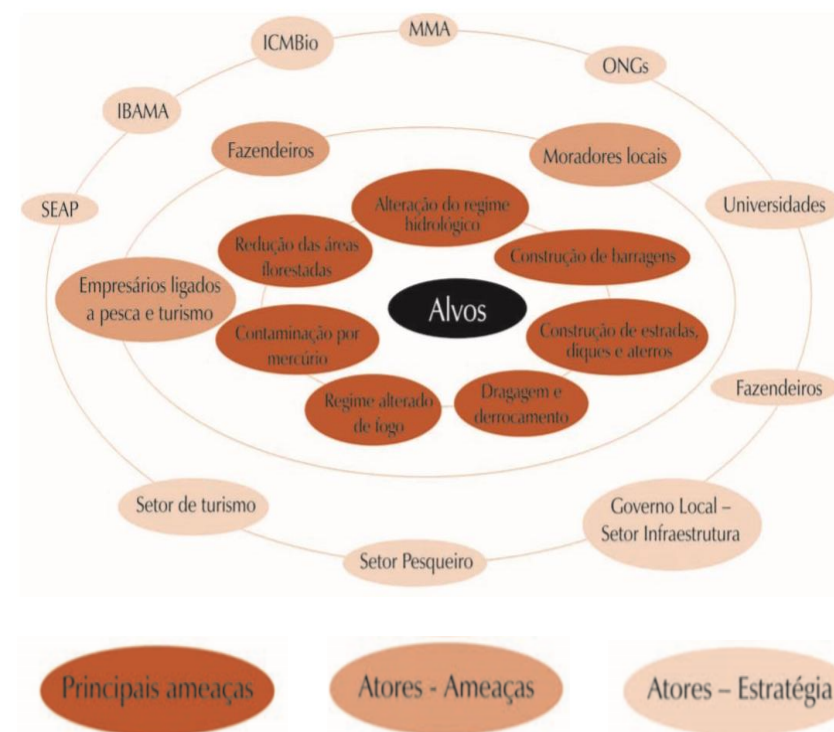 MMA
ICMBio
ONGs
IBAMA
Fazendeiros
Moradores locais
SEAP
Alteração do regime
hidrológico
Universidades
Redução das áreas
florestadas
Construção de barragens
Empresários ligados
a pesca e turismo
Alvos
Contaminação por
mercúrio
Construção de estradas,
diques e aterros
Regime alterado
de fogo
Dragagem e
derrocamento
Fazendeiros
Setor de turismo
Governo Local –
Setor Infraestrutura
Setor Pesqueiro
Principais ameaças
Atores - Ameaças
Atores – Estratégia